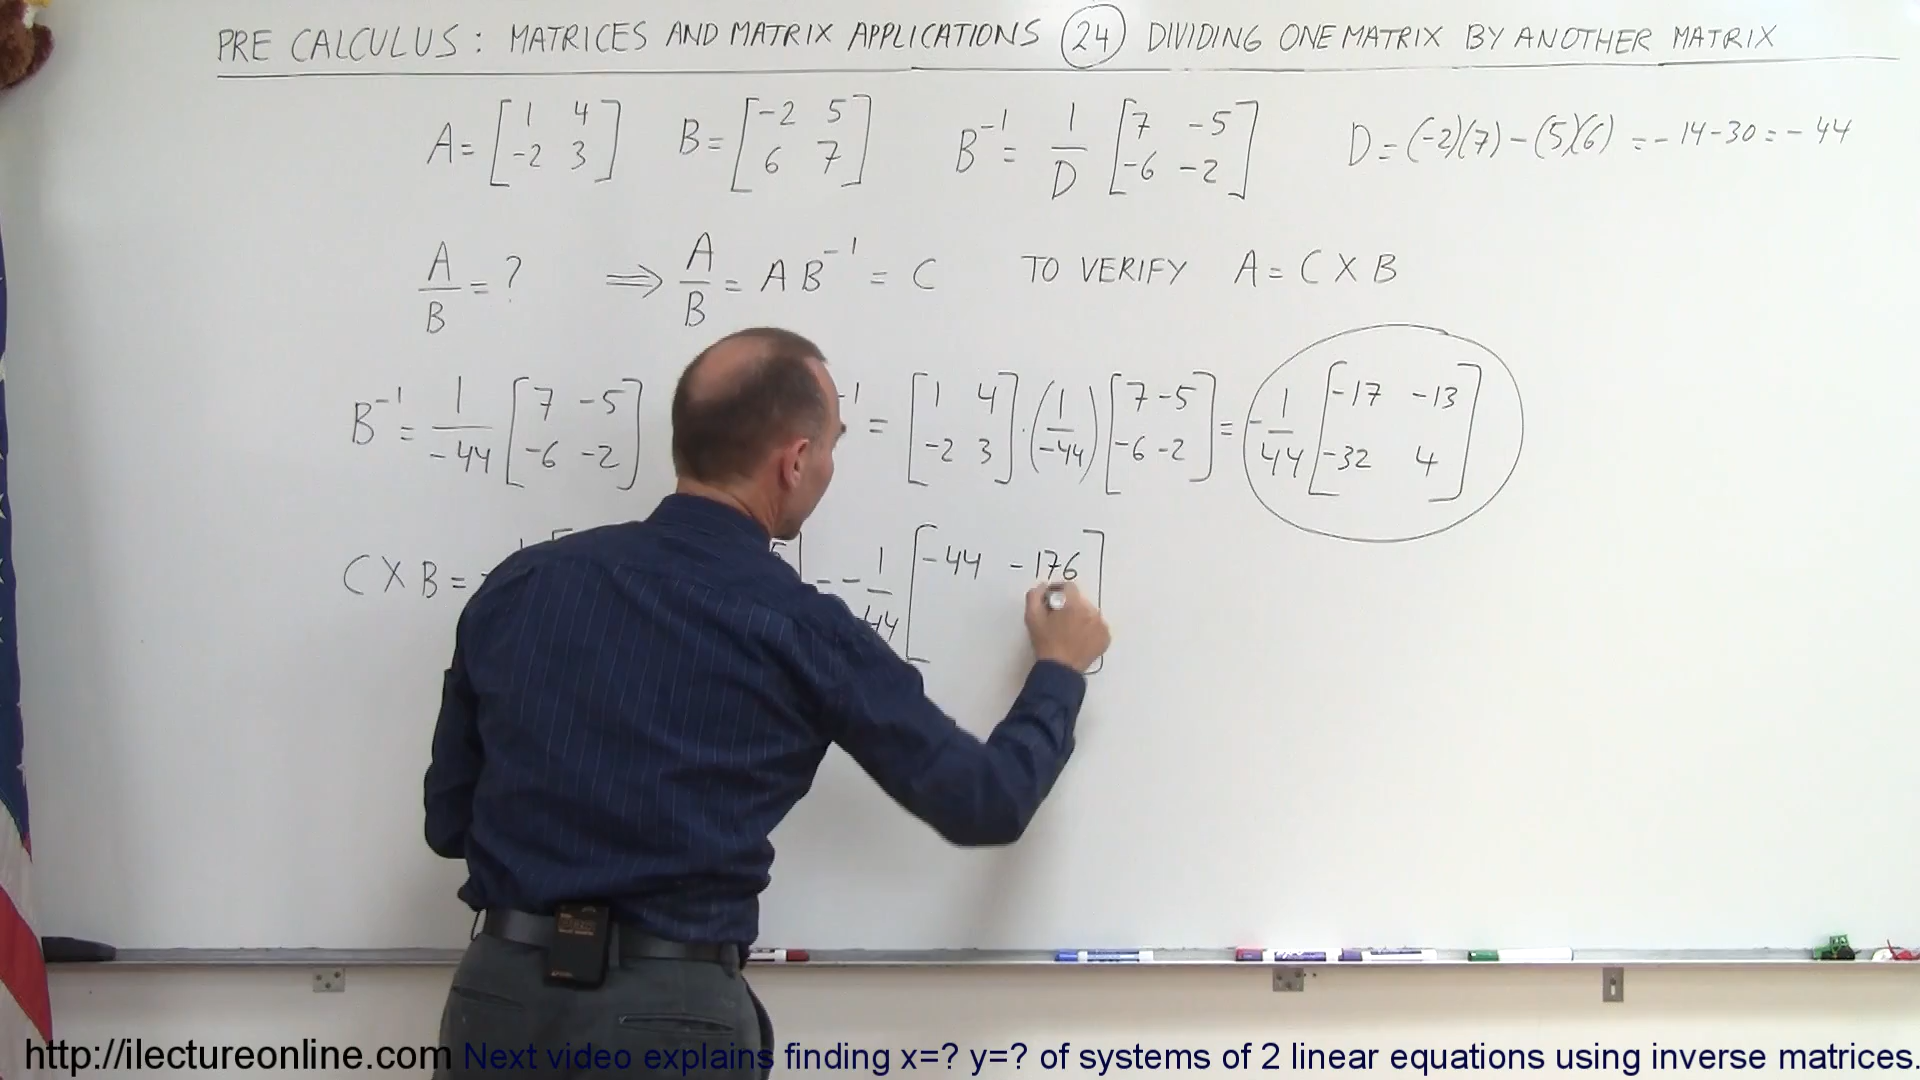 PRE CALCULUS: MATRICES AND MATRIX APPLICATIONS (24) DIVIDING ONE MATRIX BY ANOTHER MATRIX
A = [1 4; -2 3] B = [-2 5; 6 7] B⁻¹ = 1/D [7 -5; -6 -2] D = (-2)(7) - (5)(6) = -14-30 = -44
A/B = ? ⟹ A/B = A B⁻¹ = C TO VERIFY A = C X B
B⁻¹ = 1/-44 [7 -5; -6 -2] ⁻¹ = [1 4; -2 3] · (1/-44) [7 -5; -6 -2] = -1/44 [-17 -13; -32 4]
C X B = - 5] = -1/44 [-44 -176]
http://ilectureonline.com Next video explains finding x=? y=? of systems of 2 linear equations using inverse matrices.